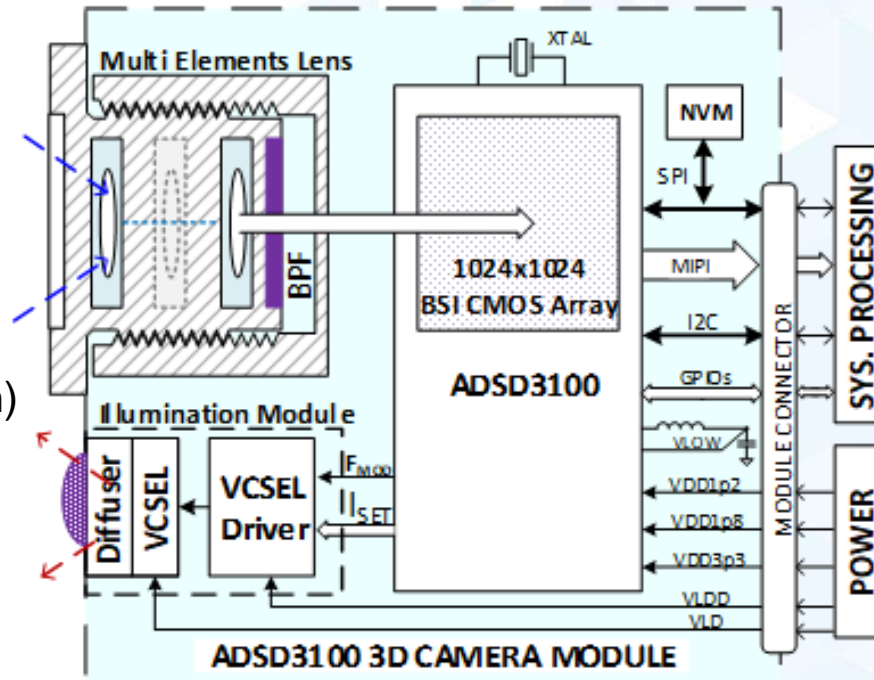 Multi Elements Lens
XTAL
NVM
SPI
1024x1024
BSI CMOS Array
BPF
MIPI
I2C
GPIOs
ADSD3100
VLOW
)
Illumination Module
Diffuser
VCSEL
VCSEL
Driver
FMOD
ISET
VDD1p2
VDD1p8
VDD3p3
VLDD
VLD
MODULE CONNECTOR
SYS. PROCESSING
POWER
ADSD3100 3D CAMERA MODULE